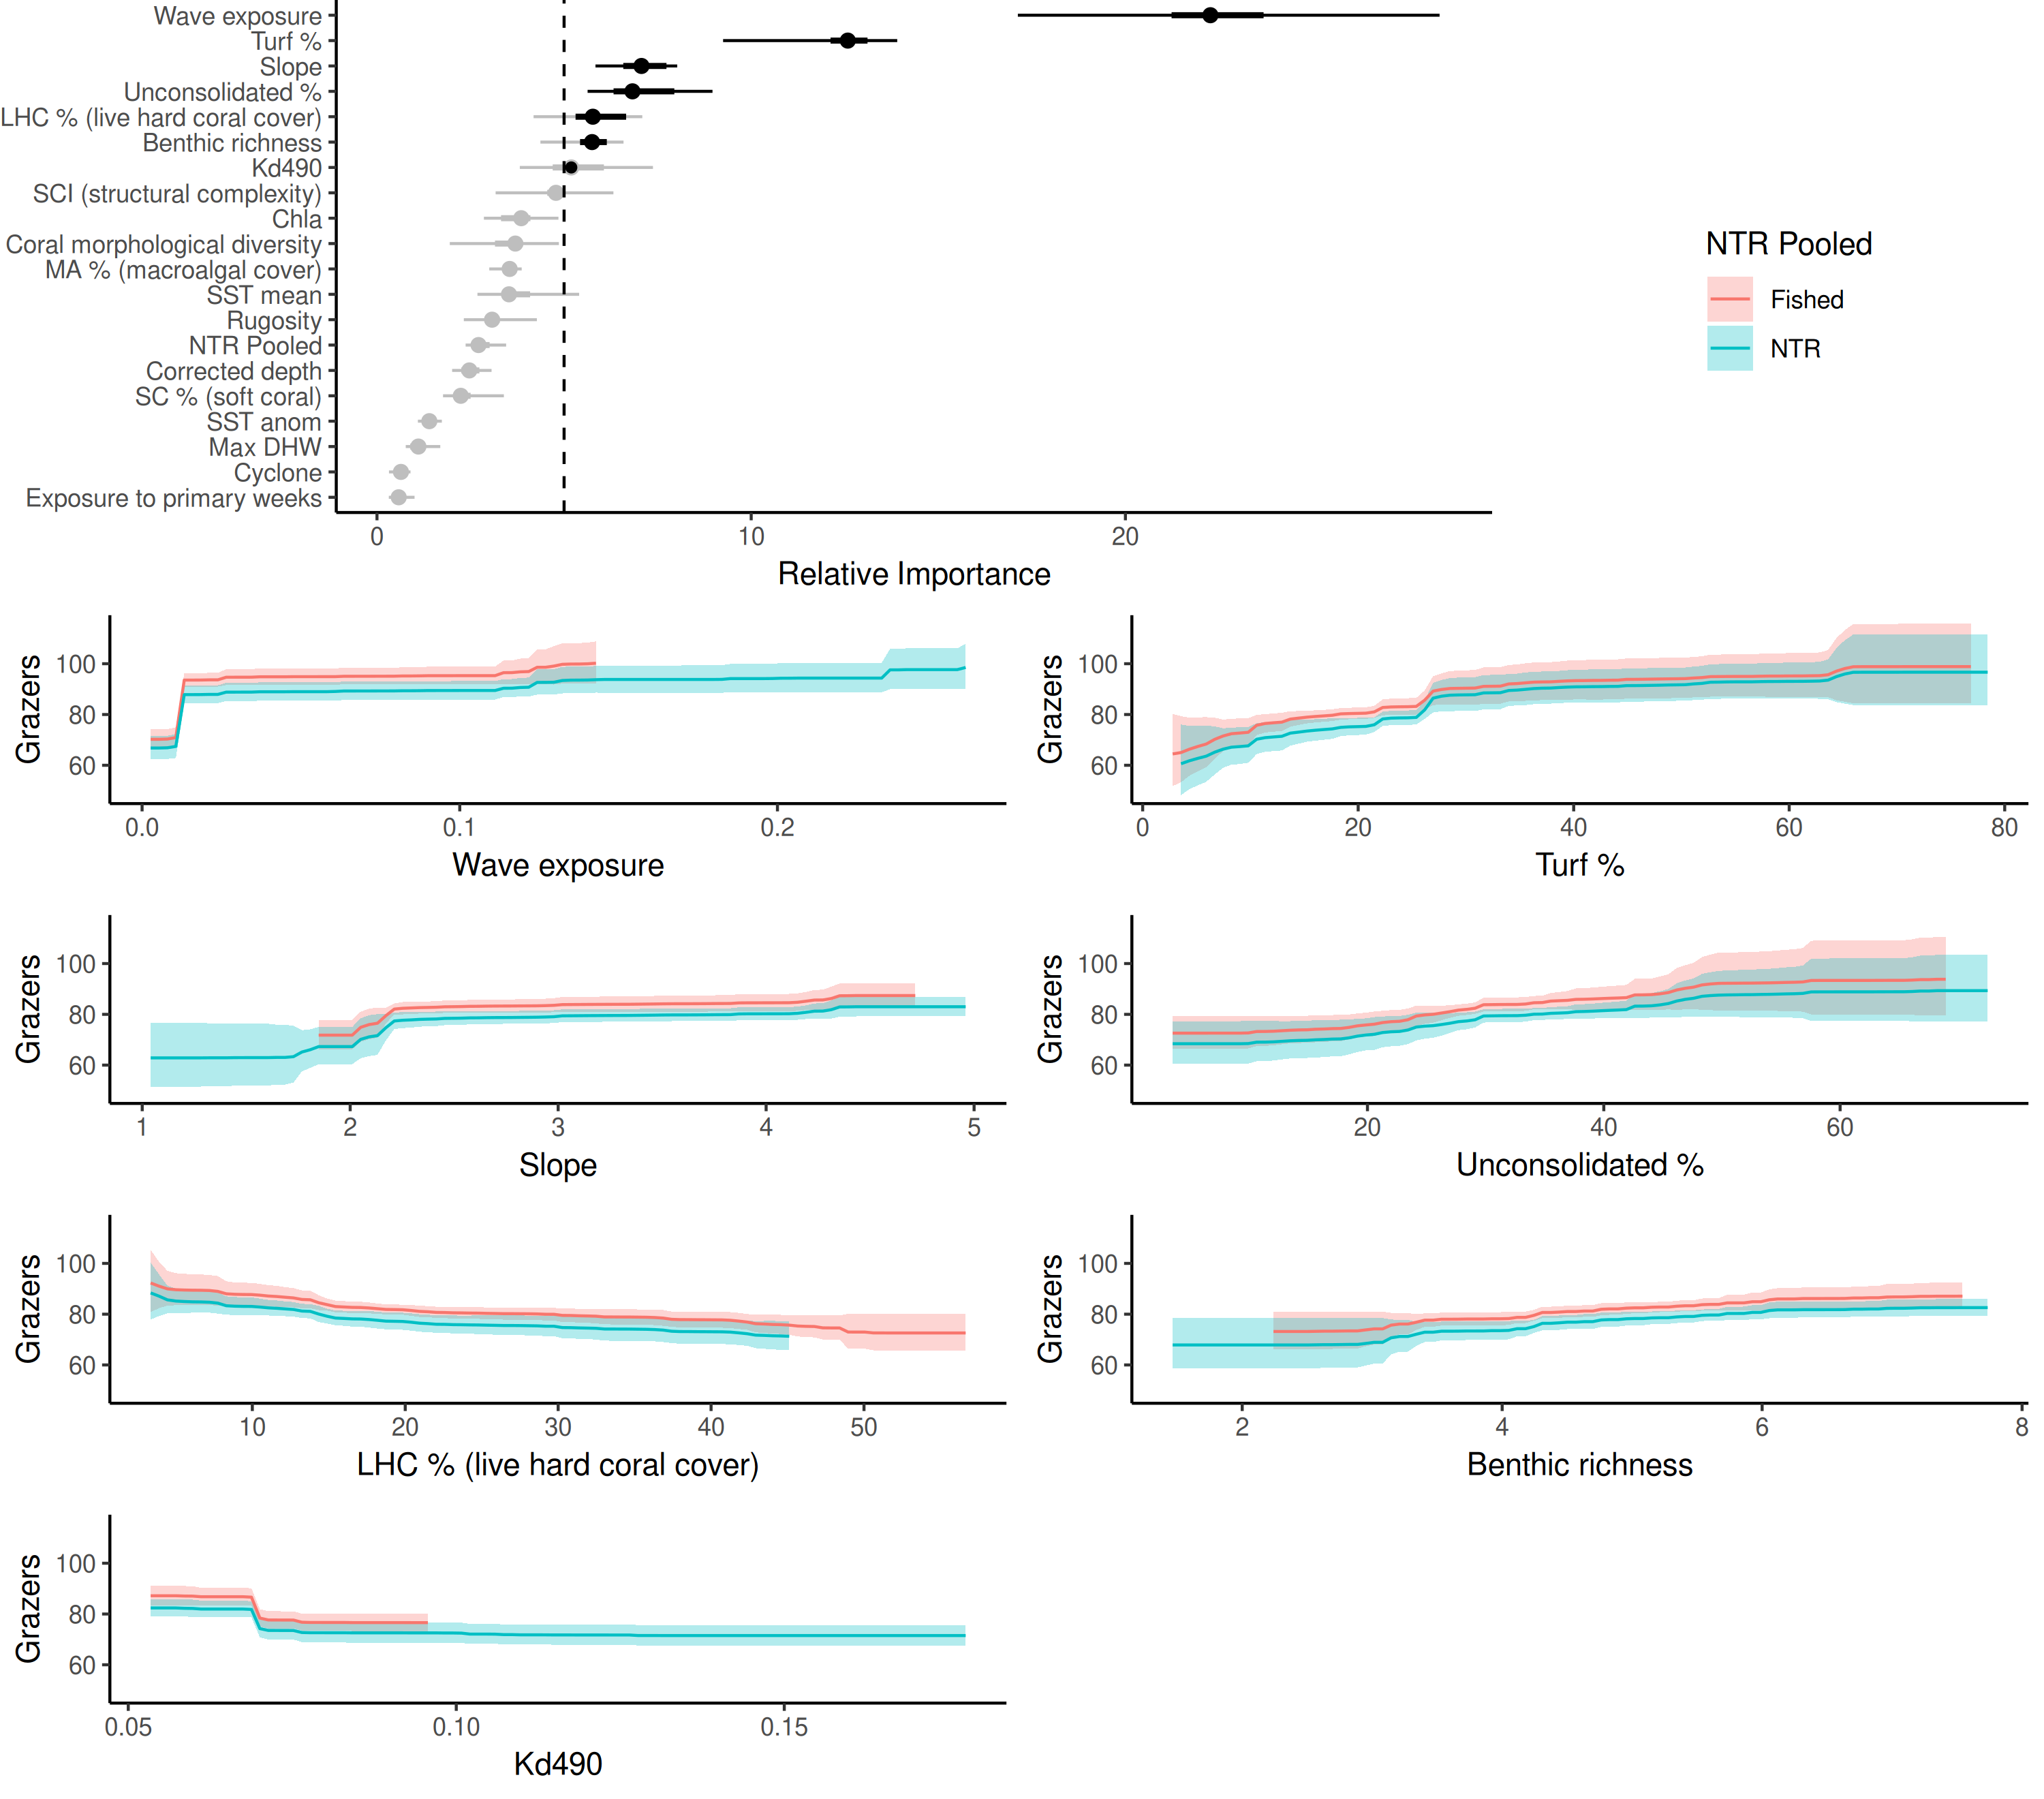 Wave exposure
Turf %
Slope
Unconsolidated %
LHC % (live hard coral cover)
Benthic richness
Kd490
SCI (structural complexity)
Chla
Coral morphological diversity
MA % (macroalgal cover)
SST mean
Rugosity
NTR Pooled
Corrected depth
SC % (soft coral)
SST anom
Max DHW
Cyclone
Exposure to primary weeks
0 10 20
Relative Importance
NTR Pooled
Fished
NTR
Grazers
100
80
60
0.0 0.1 0.2
Wave exposure
Grazers
100
80
60
0 20 40 60 80
Turf %
Grazers
100
80
60
1 2 3 4 5
Slope
Grazers
100
80
60
20 40 60
Unconsolidated %
Grazers
100
80
60
10 20 30 40 50
LHC % (live hard coral cover)
Grazers
100
80
60
2 4 6 8
Benthic richness
Grazers
100
80
60
0.05 0.10 0.15
Kd490